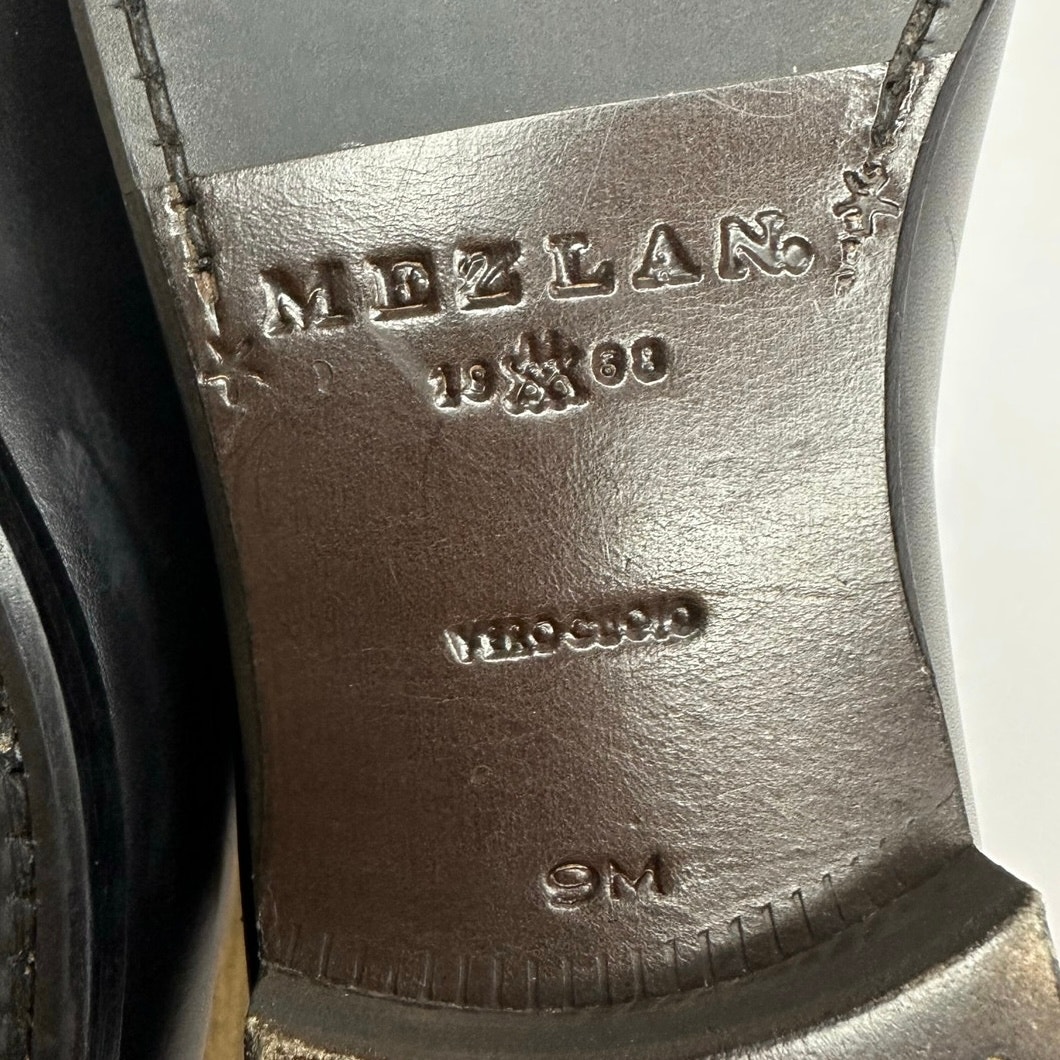 MEZLAN
19 68
VERO CUOIO
9M